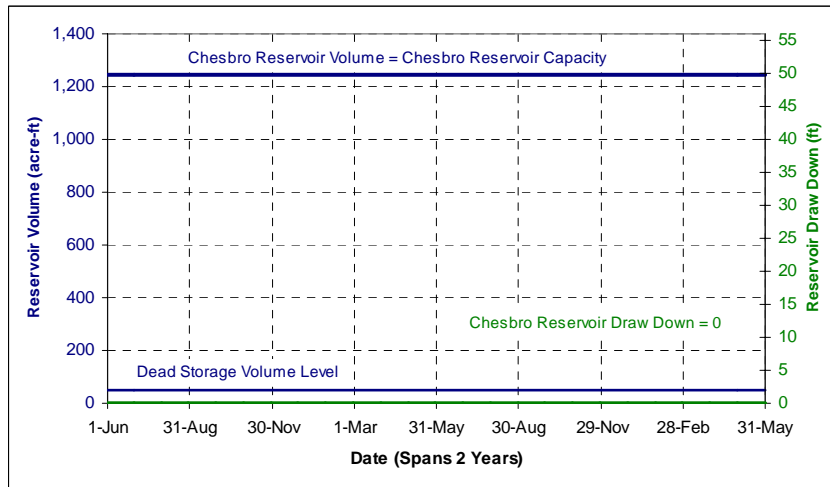 1,400
1,200
1,000
800
600
400
200
0
Reservoir Volume (acre-ft)
Chesbro Reservoir Volume = Chesbro Reservoir Capacity
Chesbro Reservoir Draw Down = 0
Dead Storage Volume Level
55
50
45
40
35
30
25
20
15
10
5
0
Reservoir Draw Down (ft)
1-Jun 31-Aug 30-Nov 1-Mar 31-May 30-Aug 29-Nov 28-Feb 31-May
Date (Spans 2 Years)